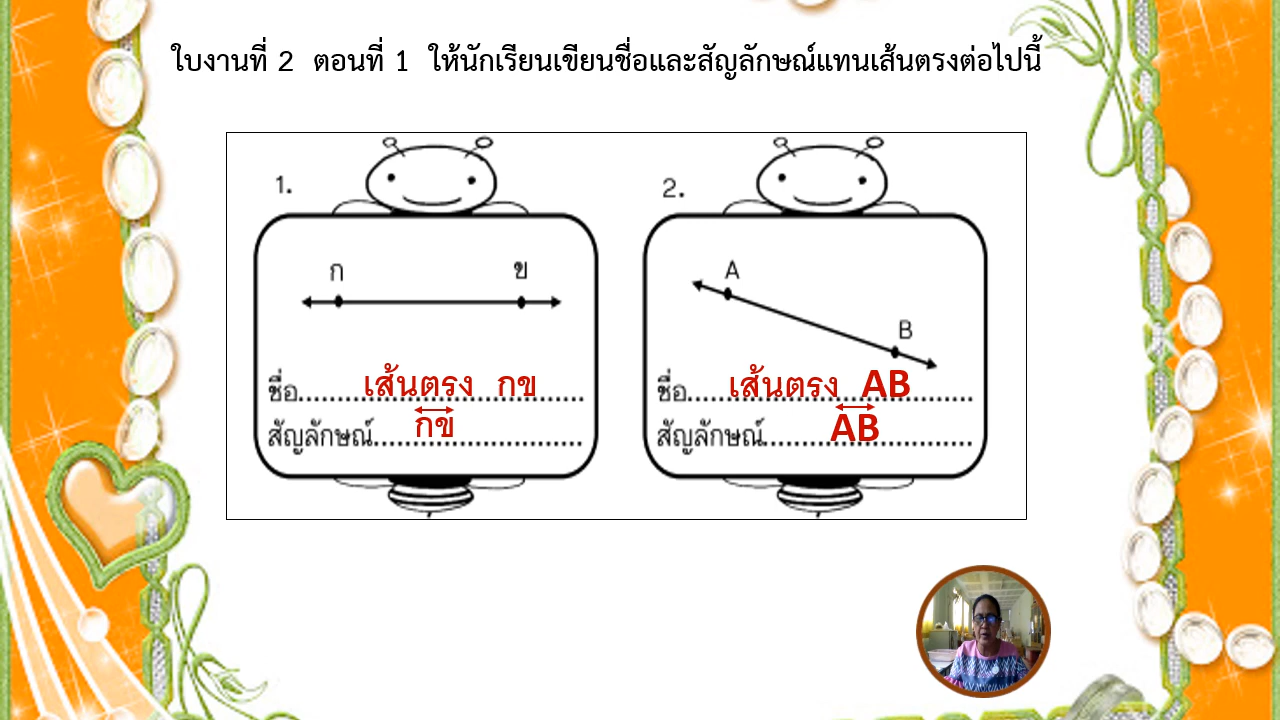 ใบงานที่ 2 ตอนที่ 1 ให้นักเรียนเขียนชื่อและสัญลักษณ์แทนเส้นตรงต่อไปนี้
1.
ก ข
ชื่อ.....เส้นตรง กข.....
สัญลักษณ์.....กข.....
2.
A
B
ชื่อ.....เส้นตรง AB.....
สัญลักษณ์.....AB.....